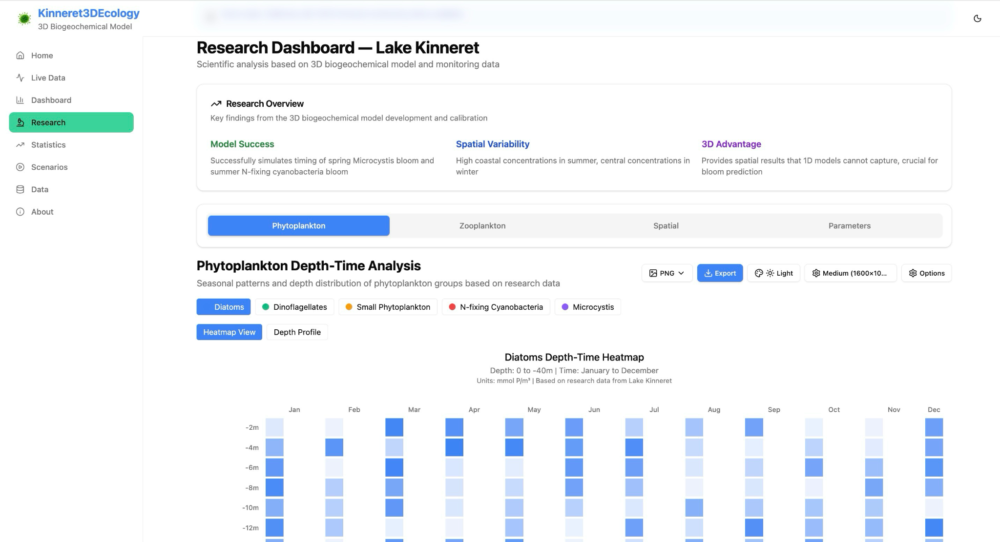 Kinneret3DEcology
3D Biogeochemical Model
Home
Live Data
Dashboard
Research
Statistics
Scenarios
Data
About
Research Dashboard — Lake Kinneret
Scientific analysis based on 3D biogeochemical model and monitoring data
Research Overview
Key findings from the 3D biogeochemical model development and calibration
Model Success
Successfully simulates timing of spring Microcystis bloom and
summer N-fixing cyanobacteria bloom
Spatial Variability
High coastal concentrations in summer, central concentrations in
winter
3D Advantage
Provides spatial results that 1D models cannot capture, crucial for
bloom prediction
Phytoplankton Zooplankton Spatial Parameters
Phytoplankton Depth-Time Analysis
Seasonal patterns and depth distribution of phytoplankton groups based on research data
PNG Export Light Medium (1600×10... Options
Diatoms Dinoflagellates Small Phytoplankton N-fixing Cyanobacteria Microcystis
Heatmap View Depth Profile
Diatoms Depth-Time Heatmap
Depth: 0 to -40m | Time: January to December
Units: mmol P/m³ | Based on research data from Lake Kinneret
Jan Feb Mar Apr May Jun Jul Aug Sep Oct Nov Dec
-2m
-4m
-6m
-8m
-10m
-12m